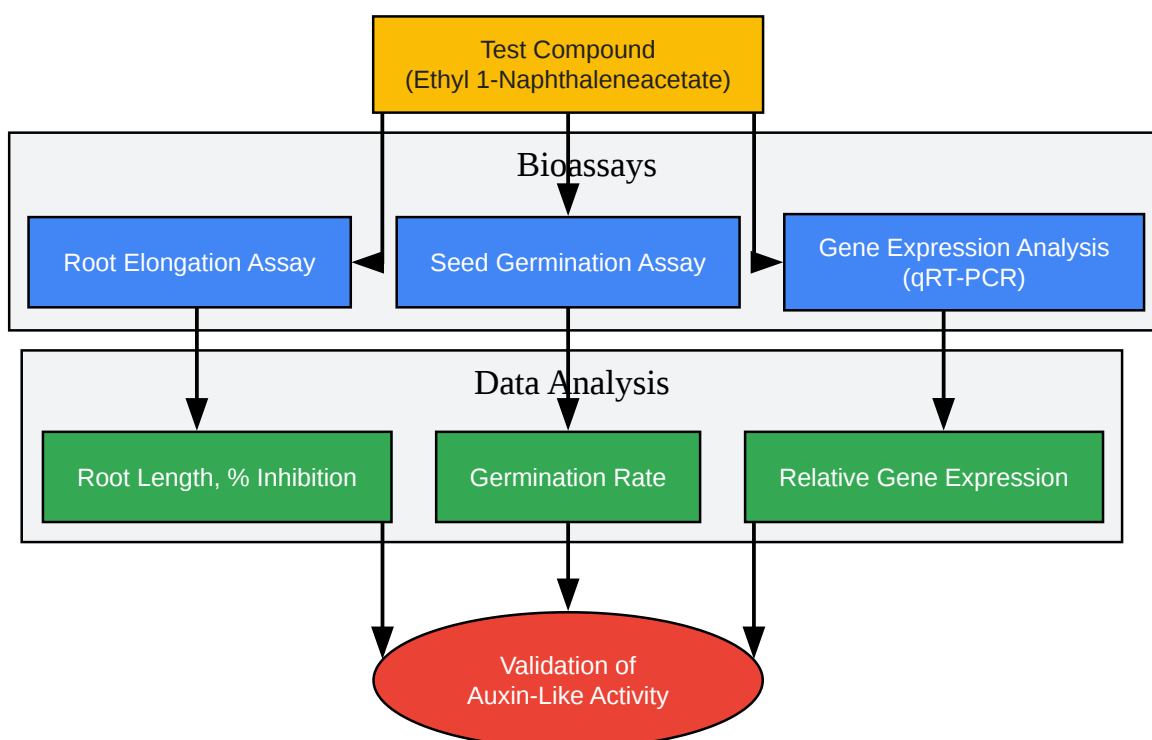 Test Compound
(Ethyl 1-Naphthaleneacetate)
Bioassays
Root Elongation Assay
Seed Germination Assay
Gene Expression Analysis
(qRT-PCR)
Data Analysis
Root Length, % Inhibition
Germination Rate
Relative Gene Expression
Validation of
Auxin-Like Activity